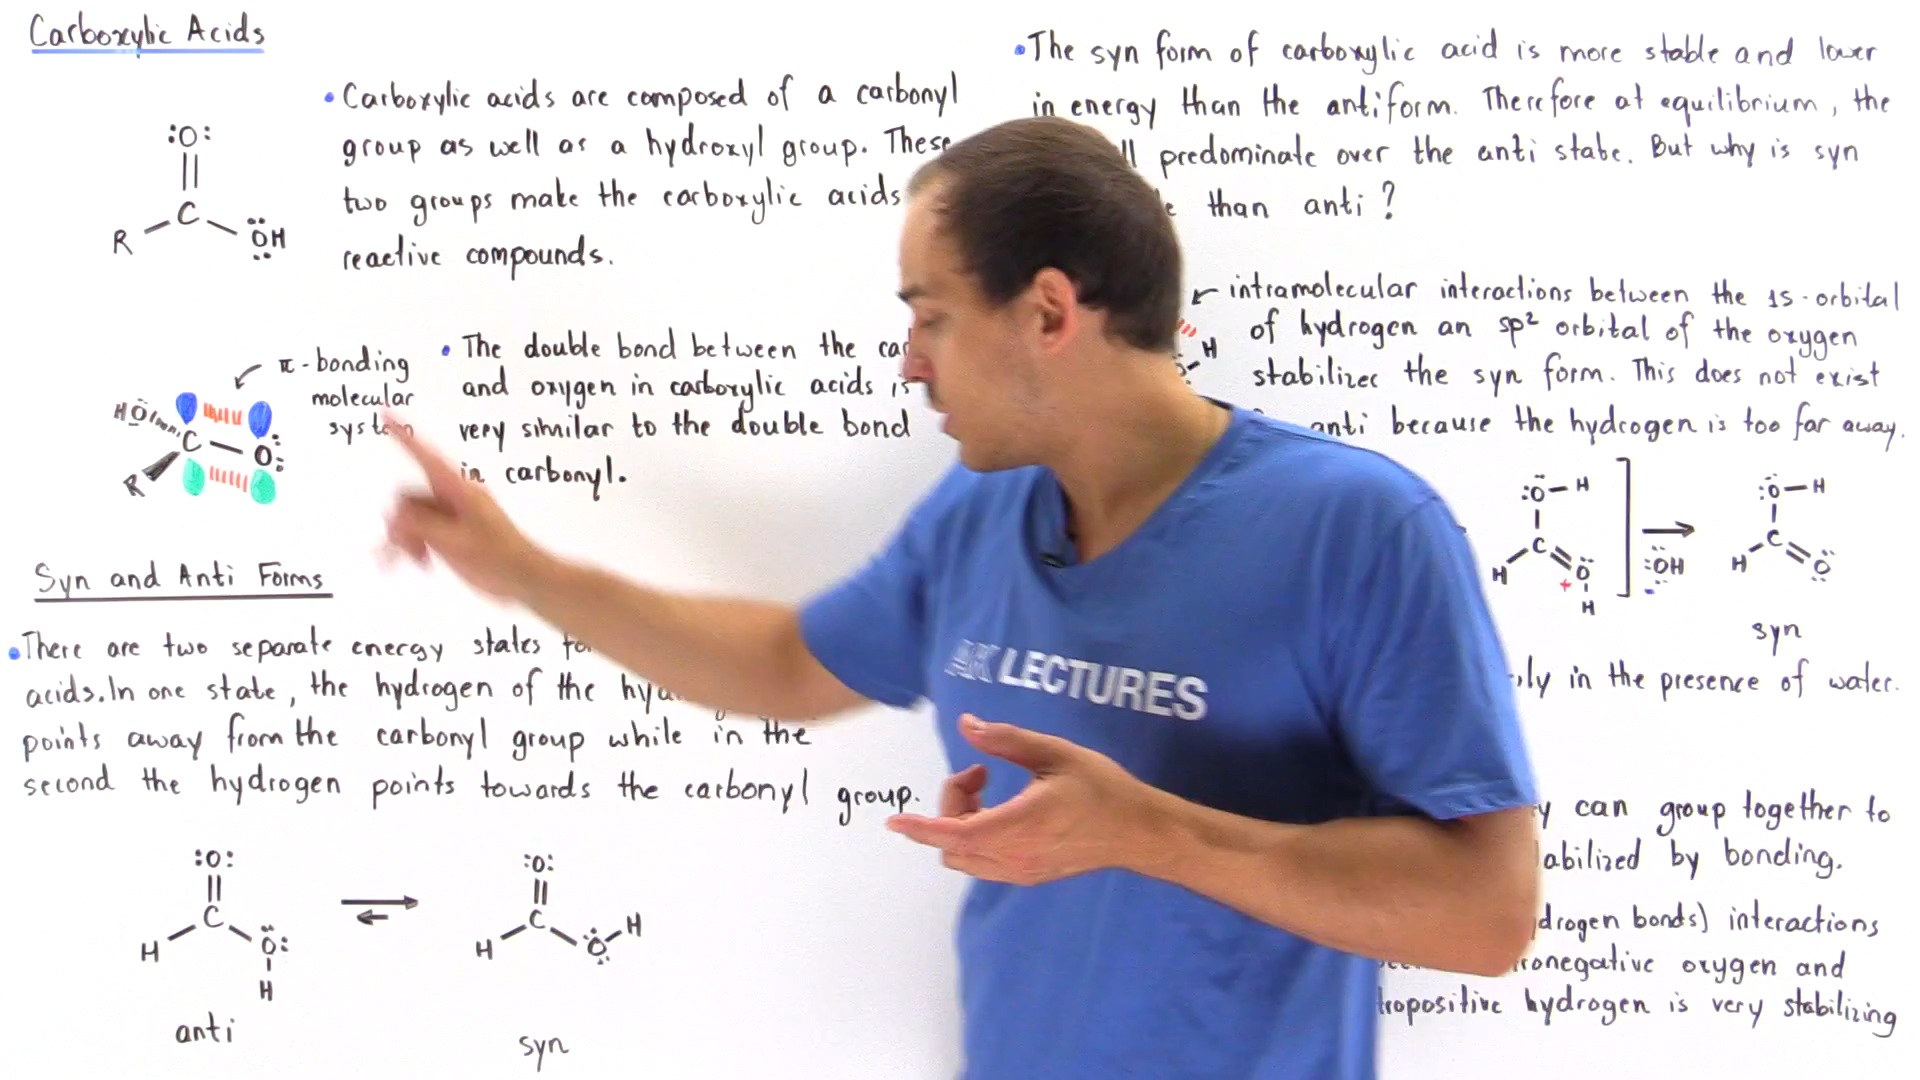 Carboxylic Acids
:O:
C
R
ÖH
• Carboxylic acids are composed of a carbonyl
group as well as a hydroxyl group. These
two groups make the carboxylic acids
reactive compounds.
π-bonding
molecular
system
HO
C
O:
R
• The double bond between the
and oxygen in carboxylic acids is
very similar to the double bond
in carbonyl.
Syn and Anti Forms
• There are two separate energy states
acids. In one state, the hydrogen of the
points away from the carbonyl group while in the
second the hydrogen points towards the carbonyl group.
:O:
C
H
O:
H
anti
:O:
C
H
O
H
syn
• The syn form of carboxylic acid is more stable and lower
in energy than the anti form. Therefore at equilibrium, the
predominate over the anti state. But why is syn
than anti?
intramolecular interactions between the 1s-orbital
of hydrogen an sp² orbital of the oxygen
stabilizec the syn form. This does not exist
anti because the hydrogen is too far away.
H
:O–H
C
H
O
+
H
:OH
-
:O–H
C
H
O
syn
in the presence of water.
can group together to
by bonding.
bonds) interactions
oxygen and
hydrogen is very stabilizing
AK LECTURES